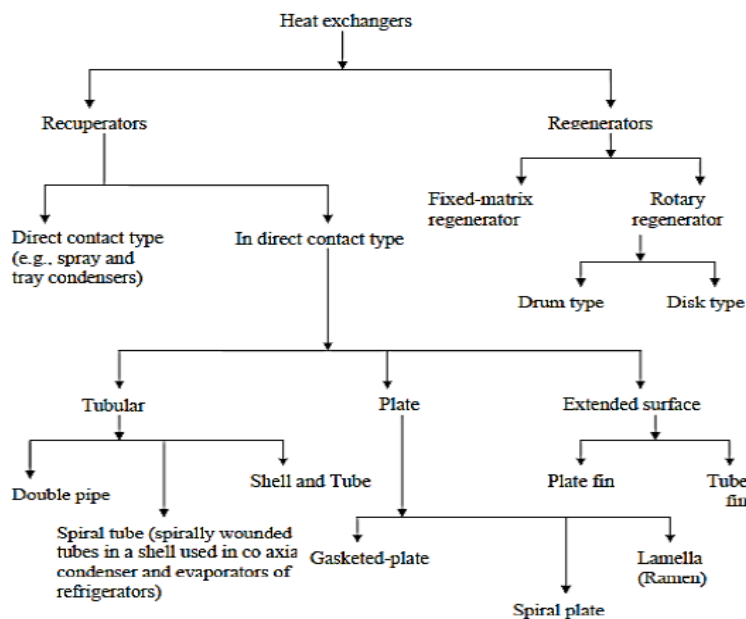 Heat exchangers
Recuperators
Regenerators
Fixed-matrix
regenerator
Rotary
regenerator
Direct contact type
(e.g., spray and
tray condensers)
In direct contact type
Drum type
Disk type
Tubular
Plate
Extended surface
Double pipe
Shell and Tube
Plate fin
Tube
fin
Spiral tube (spirally wounded
tubes in a shell used in co axia
condenser and evaporators of
refrigerators)
Gasketed-plate
Lamella
(Ramen)
Spiral plate